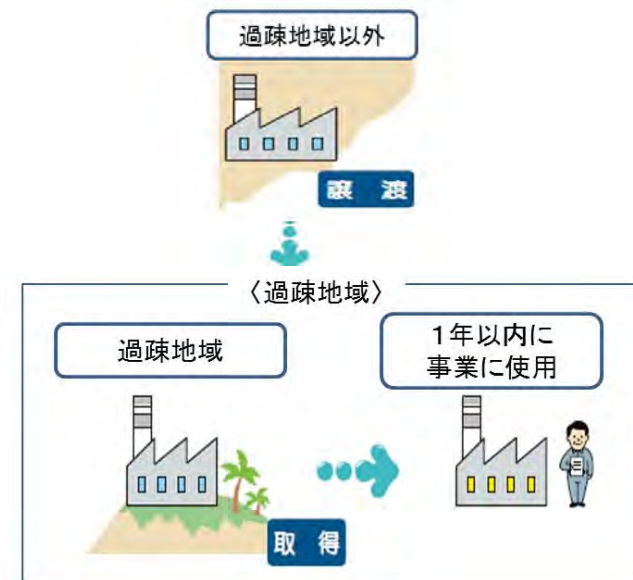 過疎地域以外
譲 渡
〈過疎地域〉
過疎地域
1年以内に
事業に使用
取 得